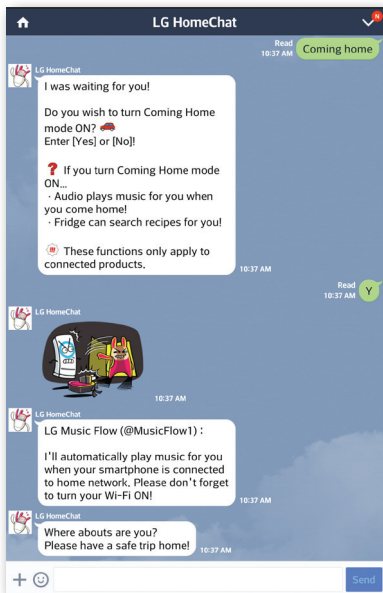 LG HomeChat
N
Read
10:37 AM
Coming home
LG HomeChat
I was waiting for you!
Do you wish to turn Coming Home
mode ON?
Enter [Yes] or [No]!
? If you turn Coming Home mode
ON...
· Audio plays music for you when
you come home!
· Fridge can search recipes for you!
!!! These functions only apply to
connected products.
10:37 AM
Read
10:37 AM
Y
LG HomeChat
10:37 AM
LG HomeChat
LG Music Flow (@MusicFlow1) :
I'll automatically play music for you
when your smartphone is connected
to home network. Please don't forget
to turn your Wi-Fi ON!
10:37 AM
LG HomeChat
Where abouts are you?
Please have a safe trip home!
10:37 AM
Send